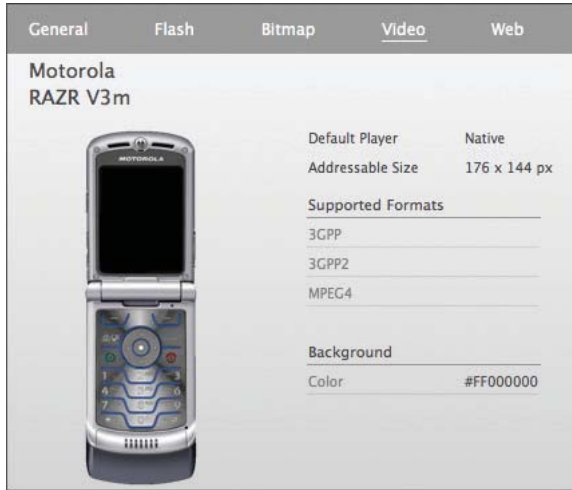 General Flash Bitmap Video Web
Motorola
RAZR V3m
MOTOROLA
Default Player Native
Addressable Size 176 x 144 px
Supported Formats
3GPP
3GPP2
MPEG4
Background
Color #FF000000